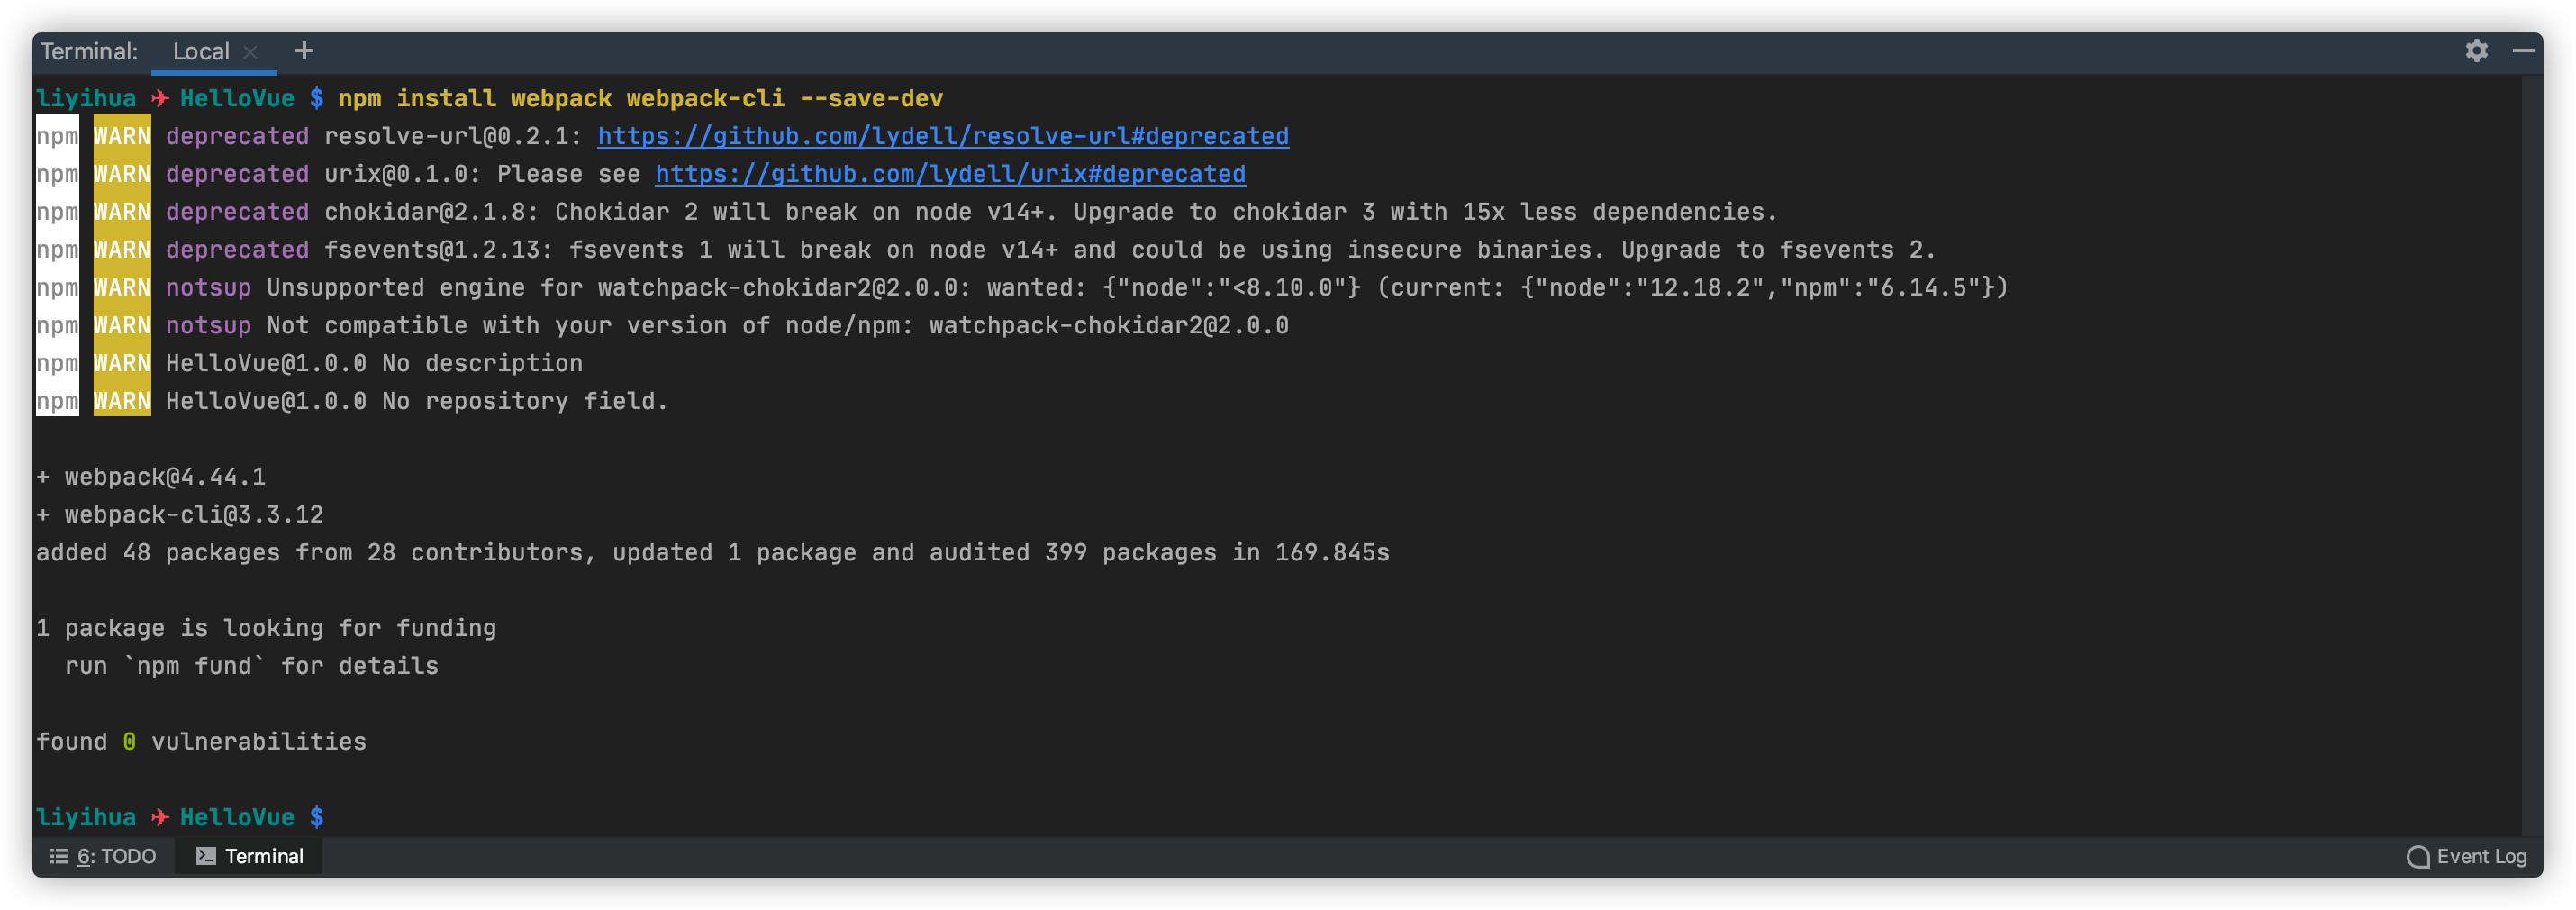 Terminal: Local × +
liyihua ✈ HelloVue $ npm install webpack webpack-cli --save-dev
npm WARN deprecated resolve-url@0.2.1: https://github.com/lydell/resolve-url#deprecated
npm WARN deprecated urix@0.1.0: Please see https://github.com/lydell/urix#deprecated
npm WARN deprecated chokidar@2.1.8: Chokidar 2 will break on node v14+. Upgrade to chokidar 3 with 15x less dependencies.
npm WARN deprecated fsevents@1.2.13: fsevents 1 will break on node v14+ and could be using insecure binaries. Upgrade to fsevents 2.
npm WARN notsup Unsupported engine for watchpack-chokidar2@2.0.0: wanted: {"node":"<8.10.0"} (current: {"node":"12.18.2","npm":"6.14.5"})
npm WARN notsup Not compatible with your version of node/npm: watchpack-chokidar2@2.0.0
npm WARN HelloVue@1.0.0 No description
npm WARN HelloVue@1.0.0 No repository field.
+ webpack@4.44.1
+ webpack-cli@3.3.12
added 48 packages from 28 contributors, updated 1 package and audited 399 packages in 169.845s
1 package is looking for funding
run `npm fund` for details
found 0 vulnerabilities
liyihua ✈ HelloVue $
6: TODO Terminal Event Log